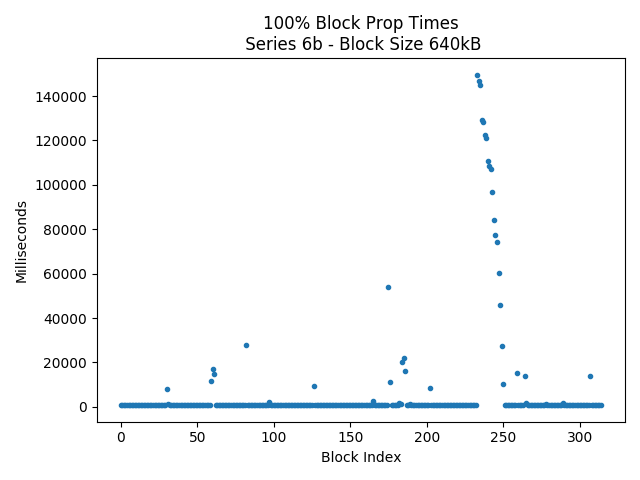 100% Block Prop Times
Series 6b - Block Size 640kB
Milliseconds
140000
120000
100000
80000
60000
40000
20000
0
0 50 100 150 200 250 300
Block Index